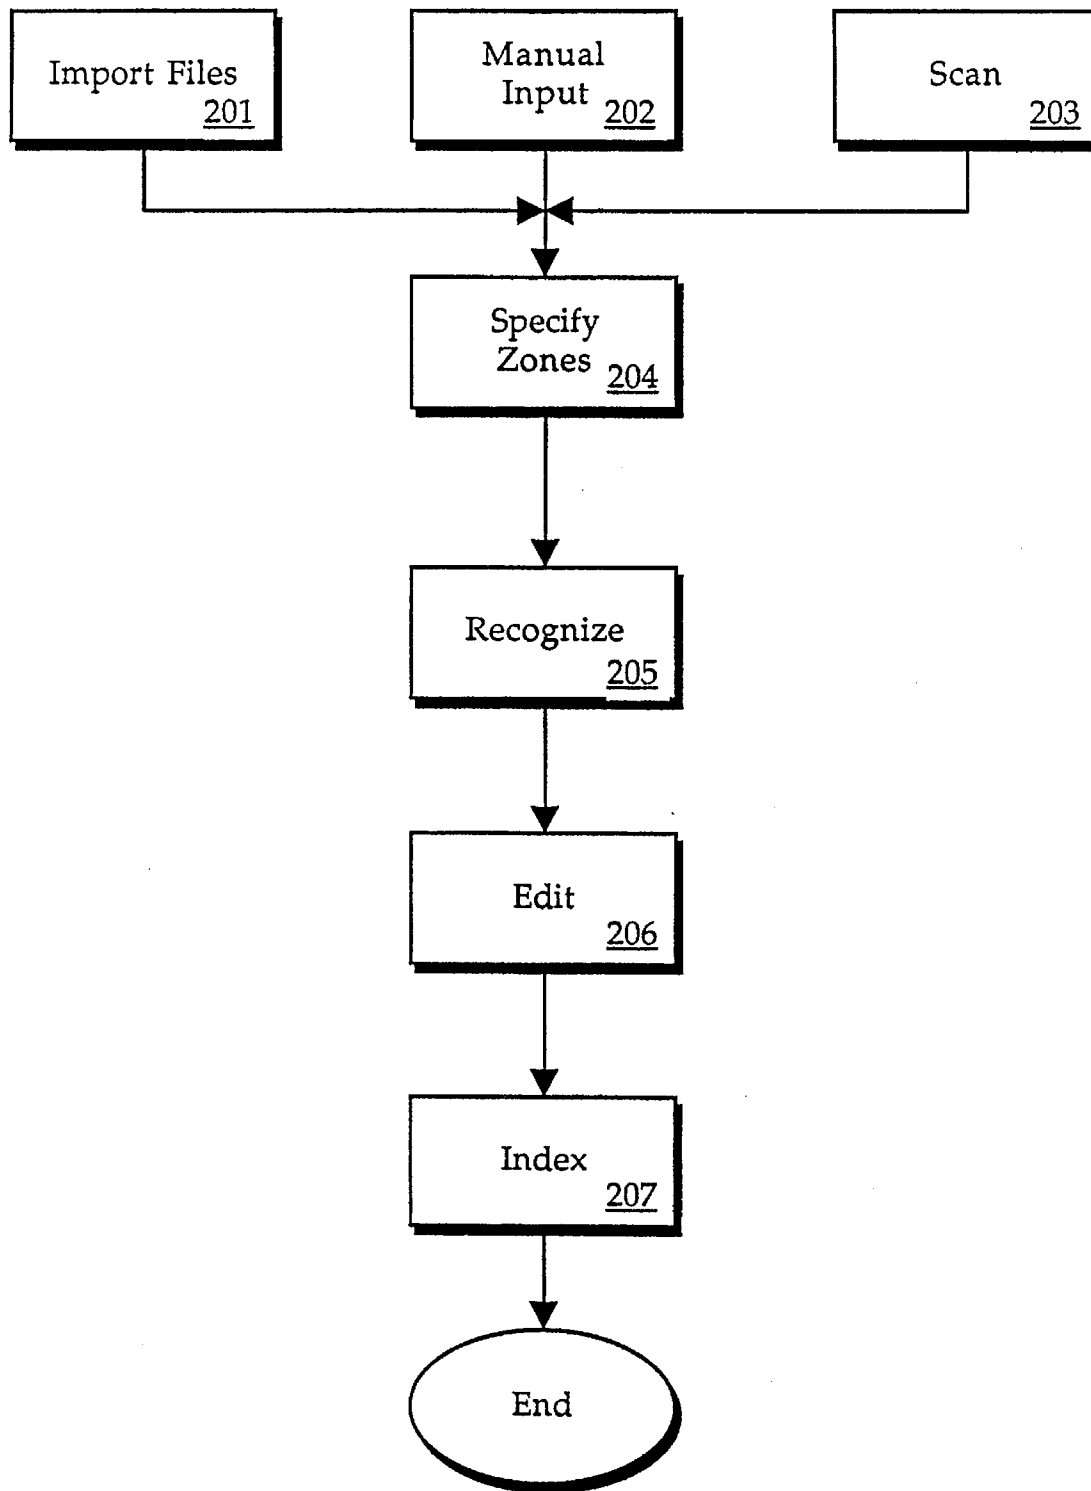 Import Files
201
Manual
Input
202
Scan
203
Specify
Zones
204
Recognize
205
Edit
206
Index
207
End